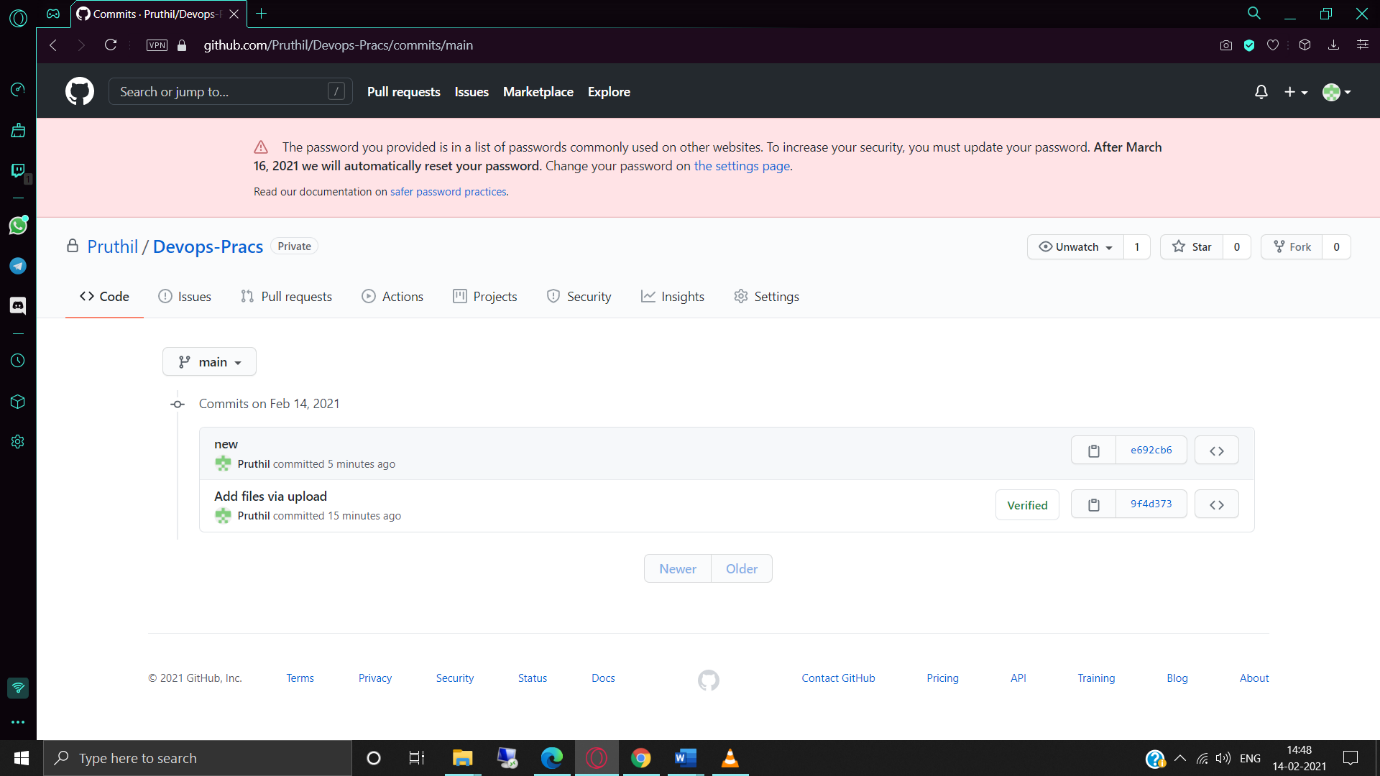 Commits · Pruthil/Devops-
VPN github.com/Pruthil/Devops-Pracs/commits/main
Search or jump to... / Pull requests Issues Marketplace Explore
The password you provided is in a list of passwords commonly used on other websites. To increase your security, you must update your password. After March
16, 2021 we will automatically reset your password. Change your password on the settings page.
Read our documentation on safer password practices.
Pruthil / Devops-Pracs Private Unwatch 1 Star 0 Fork 0
Code Issues Pull requests Actions Projects Security Insights Settings
main
Commits on Feb 14, 2021
new
Pruthil committed 5 minutes ago
e692cb6
Add files via upload
Pruthil committed 15 minutes ago
Verified 9f4d373
Newer Older
© 2021 GitHub, Inc. Terms Privacy Security Status Docs Contact GitHub Pricing API Training Blog About
Type here to search
ENG
14:48
14-02-2021